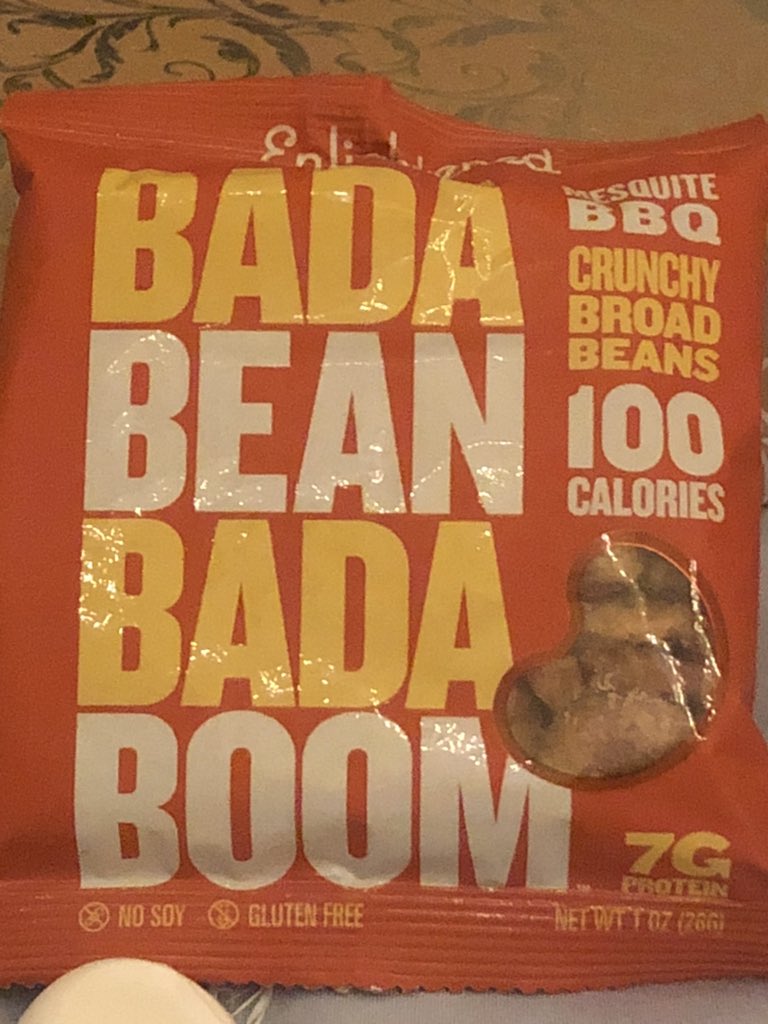 Enlightened
BADA
BEAN
BADA
BOOM
MESQUITE
BBQ
CRUNCHY
BROAD
BEANS
100
CALORIES
7G
PROTEIN
NO SOY GLUTEN FREE
NET WT 1 OZ (28G)